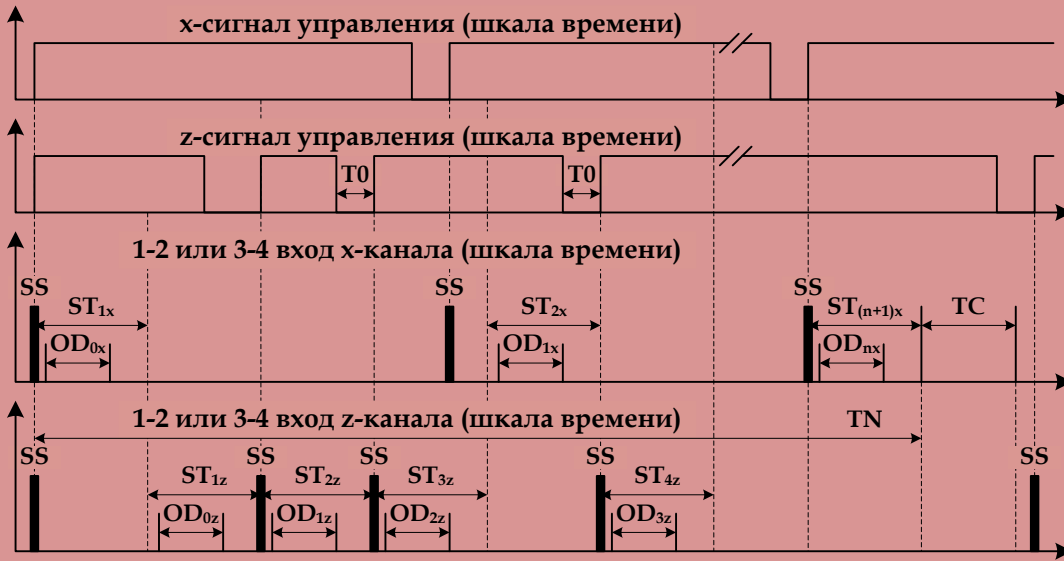 x-сигнал управления (шкала времени)
z-сигнал управления (шкала времени)
T0 T0
1-2 или 3-4 вход x-канала (шкала времени)
SS SS SS
ST1x ST2x ST(n+1)x TC
OD0x OD1x ODnx
1-2 или 3-4 вход z-канала (шкала времени) TN
SS SS SS SS SS
ST1z ST2z ST3z ST4z
OD0z OD1z OD2z OD3z